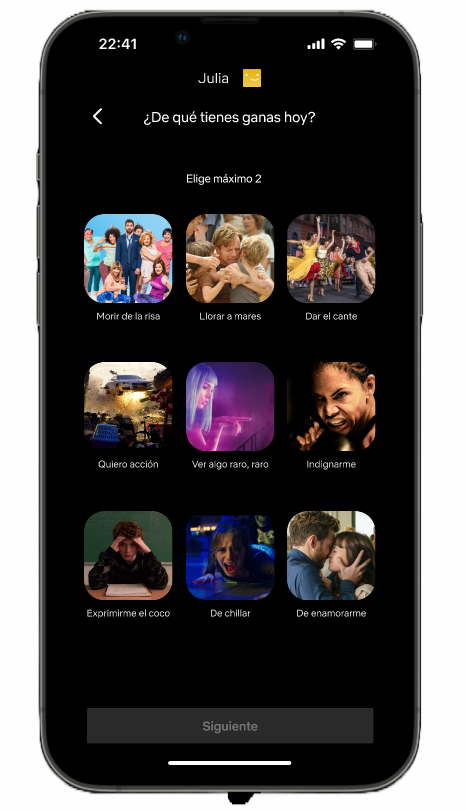 22:41
Julia
¿De qué tienes ganas hoy?
Elige máximo 2
Morir de la risa
Llorar a mares
Dar el cante
Quiero acción
Ver algo raro, raro
Indignarme
Exprimirme el coco
De chillar
De enamorarme
Siguiente